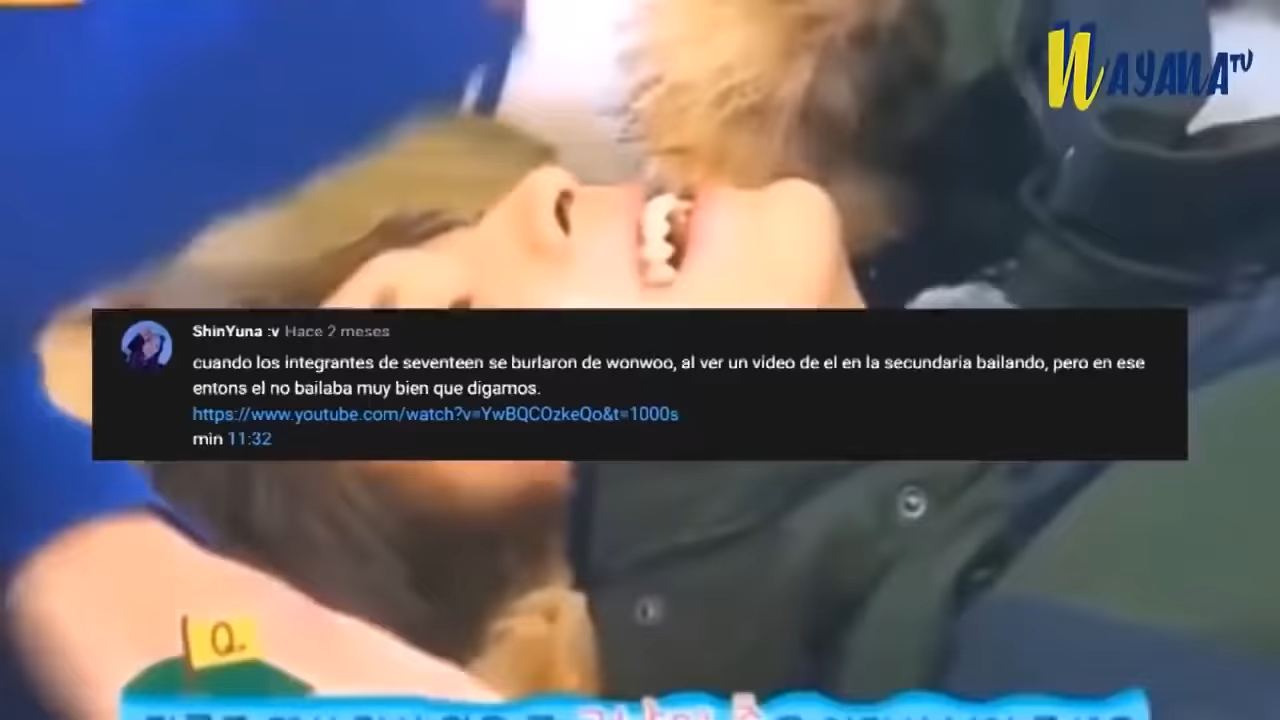 NAYANA TV
ShinYuna :v Hace 2 meses
cuando los integrantes de seventeen se burlaron de wonwoo, al ver un video de el en la secundaria bailando, pero en ese
entons el no bailaba muy bien que digamos.
https://www.youtube.com/watch?v=YwBQCOzkeQo&t=1000s
min 11:32
Q.